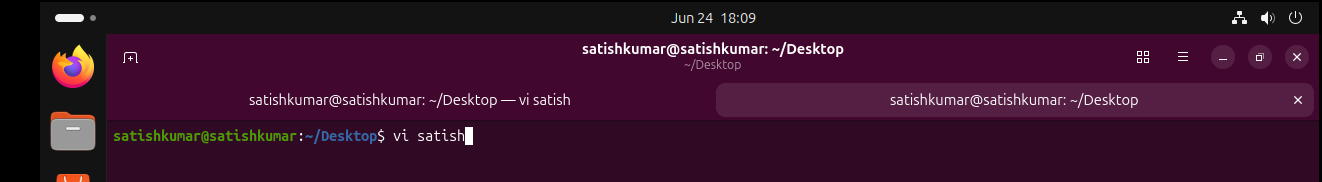 Jun 24 18:09
satishkumar@satishkumar: ~/Desktop
~/Desktop
satishkumar@satishkumar: ~/Desktop — vi satish
satishkumar@satishkumar: ~/Desktop
satishkumar@satishkumar:~/Desktop$ vi satish